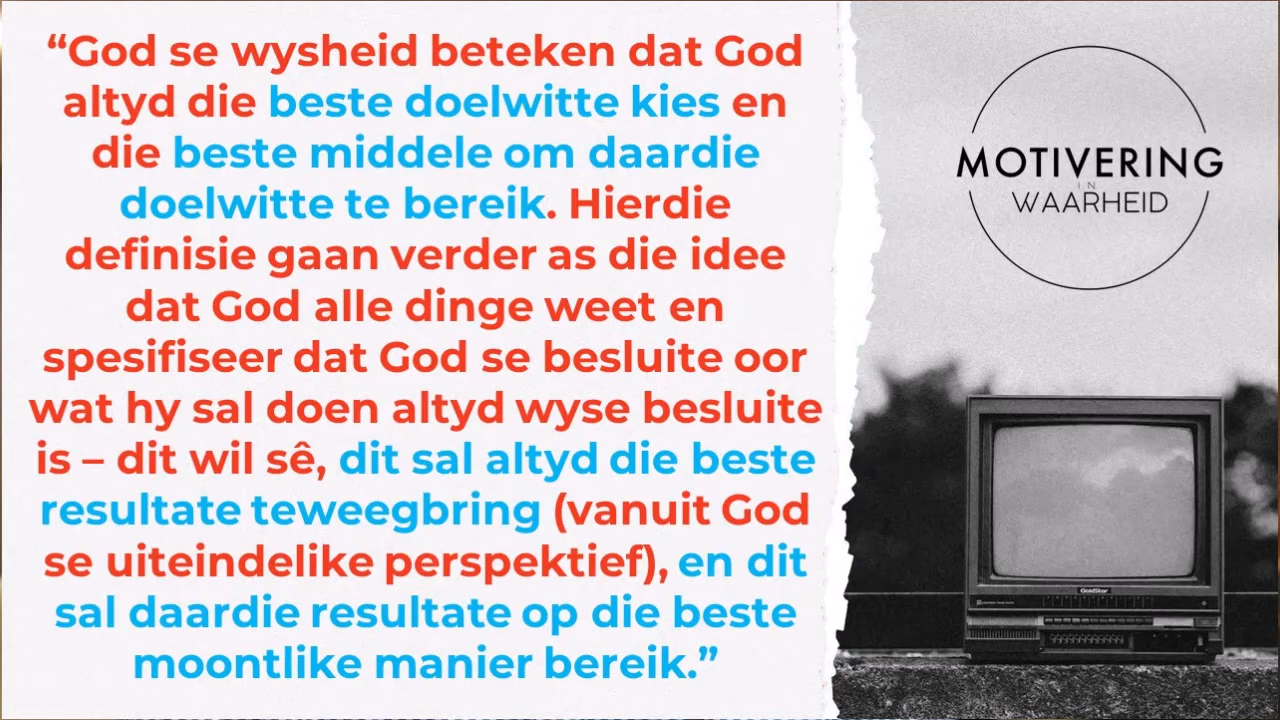 “God se wysheid beteken dat God
altyd die beste doelwitte kies en
die beste middele om daardie
doelwitte te bereik. Hierdie
definisie gaan verder as die idee
dat God alle dinge weet en
spesifiseer dat God se besluite oor
wat hy sal doen altyd wyse besluite
is – dit wil sê, dit sal altyd die beste
resultate teweegbring (vanuit God
se uiteindelike perspektief), en dit
sal daardie resultate op die beste
moontlike manier bereik.”
MOTIVERING
IN
WAARHEID
GoldStar